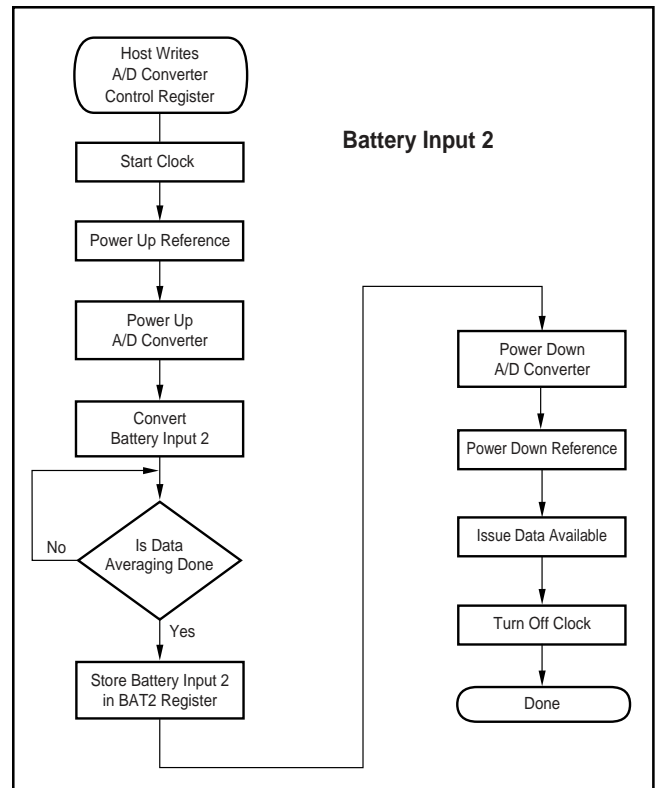 Host Writes
A/D Converter
Control Register
Start Clock
Power Up Reference
Power Up
A/D Converter
Convert
Battery Input 2
Is Data
Averaging Done
No
Yes
Store Battery Input 2
in BAT2 Register
Battery Input 2
Power Down
A/D Converter
Power Down Reference
Issue Data Available
Turn Off Clock
Done